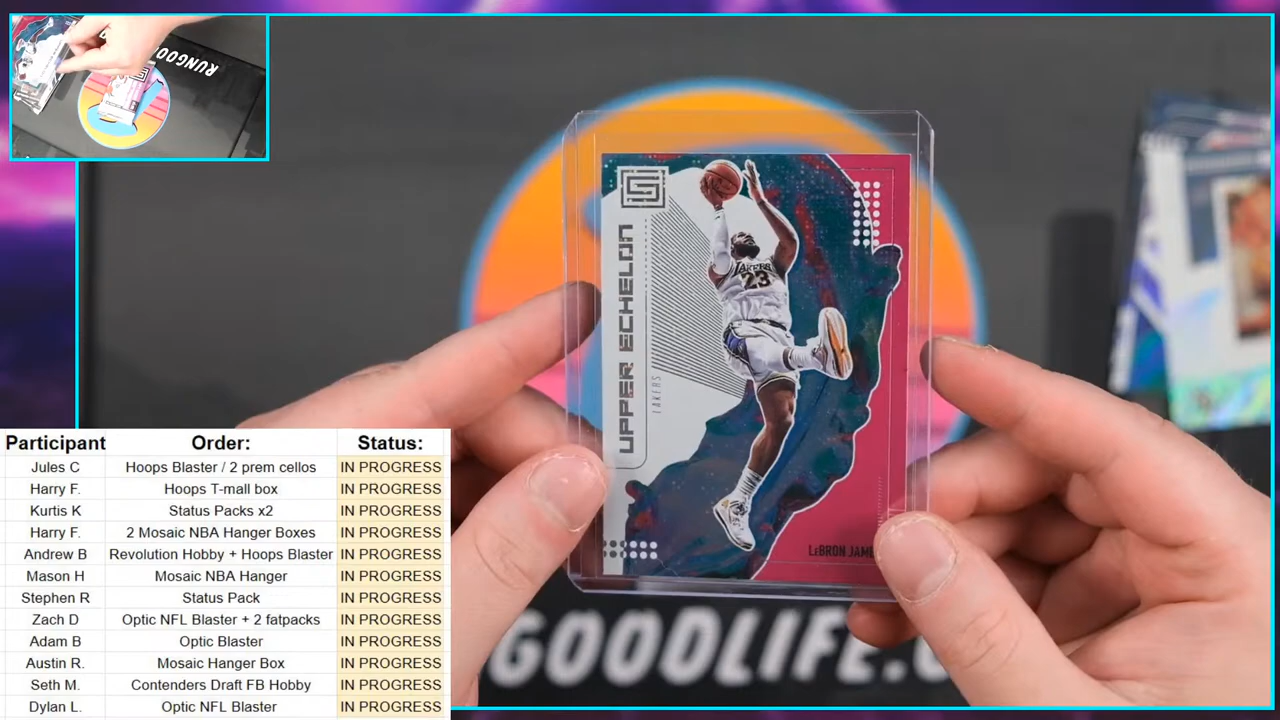 RUNGOOD
UPPER ECHELON
LAKERS
LAKERS
23
LEBRON JAME
GOODLIFE.C
Participant Order: Status:
Jules C Hoops Blaster / 2 prem cellos IN PROGRESS
Harry F. Hoops T-mall box IN PROGRESS
Kurtis K Status Packs x2 IN PROGRESS
Harry F. 2 Mosaic NBA Hanger Boxes IN PROGRESS
Andrew B Revolution Hobby + Hoops Blaster IN PROGRESS
Mason H Mosaic NBA Hanger IN PROGRESS
Stephen R Status Pack IN PROGRESS
Zach D Optic NFL Blaster + 2 fatpacks IN PROGRESS
Adam B Optic Blaster IN PROGRESS
Austin R. Mosaic Hanger Box IN PROGRESS
Seth M. Contenders Draft FB Hobby IN PROGRESS
Dylan L. Optic NFL Blaster IN PROGRESS